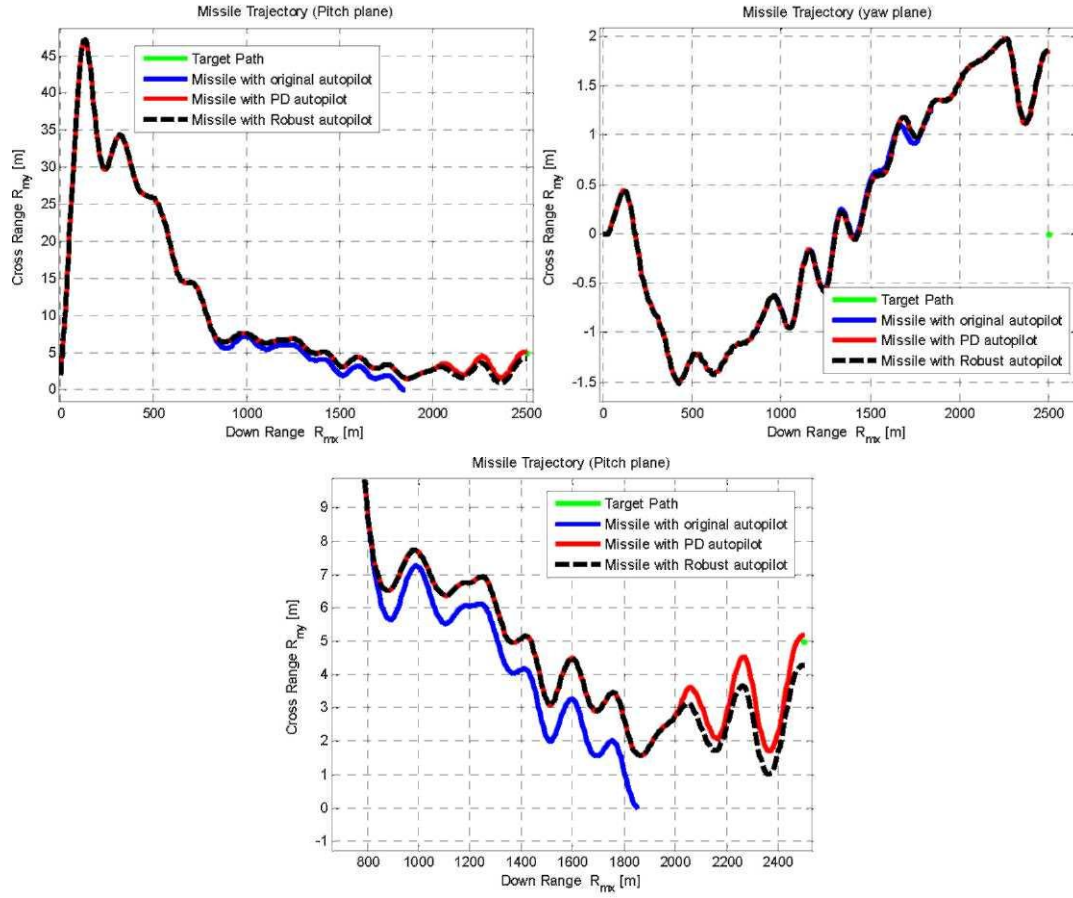 Missile Trajectory (Pitch plane)
Target Path
Missile with original autopilot
Missile with PD autopilot
Missile with Robust autopilot
45
40
35
30
25
20
15
10
5
0
Cross Range Rmy [m]
0
500
1000
1500
2000
2500
Down Range Rmx [m]
Missile Trajectory (yaw plane)
2
1.5
1
0.5
0
-0.5
-1
-1.5
Cross Range Rmy [m]
Target Path
Missile with original autopilot
Missile with PD autopilot
Missile with Robust autopilot
0
500
1000
1500
2000
2500
Down Range Rmx [m]
Missile Trajectory (Pitch plane)
Target Path
Missile with original autopilot
Missile with PD autopilot
Missile with Robust autopilot
9
8
7
6
5
4
3
2
1
0
-1
Cross Range Rmy [m]
800
1000
1200
1400
1600
1800
2000
2200
2400
Down Range Rmx [m]